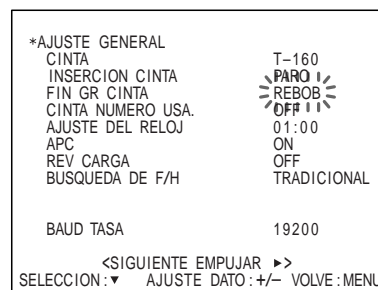 *AJUSTE GENERAL
CINTA T-160
INSERCION CINTA PARO
FIN GR CINTA REBOB
CINTA NUMERO USA. OFF
AJUSTE DEL RELOJ 01:00
APC ON
REV CARGA OFF
BUSQUEDA DE F/H TRADICIONAL
BAUD TASA 19200
<SIGUIENTE EMPUJAR ►>
SELECCION:▼ AJUSTE DATO:+/− VOLVE:MENU